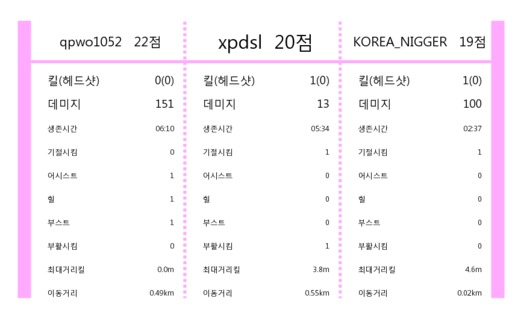 qpwo1052 22점 xpdsl 20점 KOREA_NIGGER 19점
킬(헤드샷) 0(0) 킬(헤드샷) 1(0) 킬(헤드샷) 1(0)
데미지 151 데미지 13 데미지 100
생존시간 06:10 생존시간 05:34 생존시간 02:37
기절시킴 0 기절시킴 1 기절시킴 1
어시스트 1 어시스트 0 어시스트 0
힐 1 힐 0 힐 0
부스트 1 부스트 0 부스트 0
부활시킴 0 부활시킴 1 부활시킴 0
최대거리킬 0.0m 최대거리킬 3.8m 최대거리킬 4.6m
이동거리 0.49km 이동거리 0.55km 이동거리 0.02km